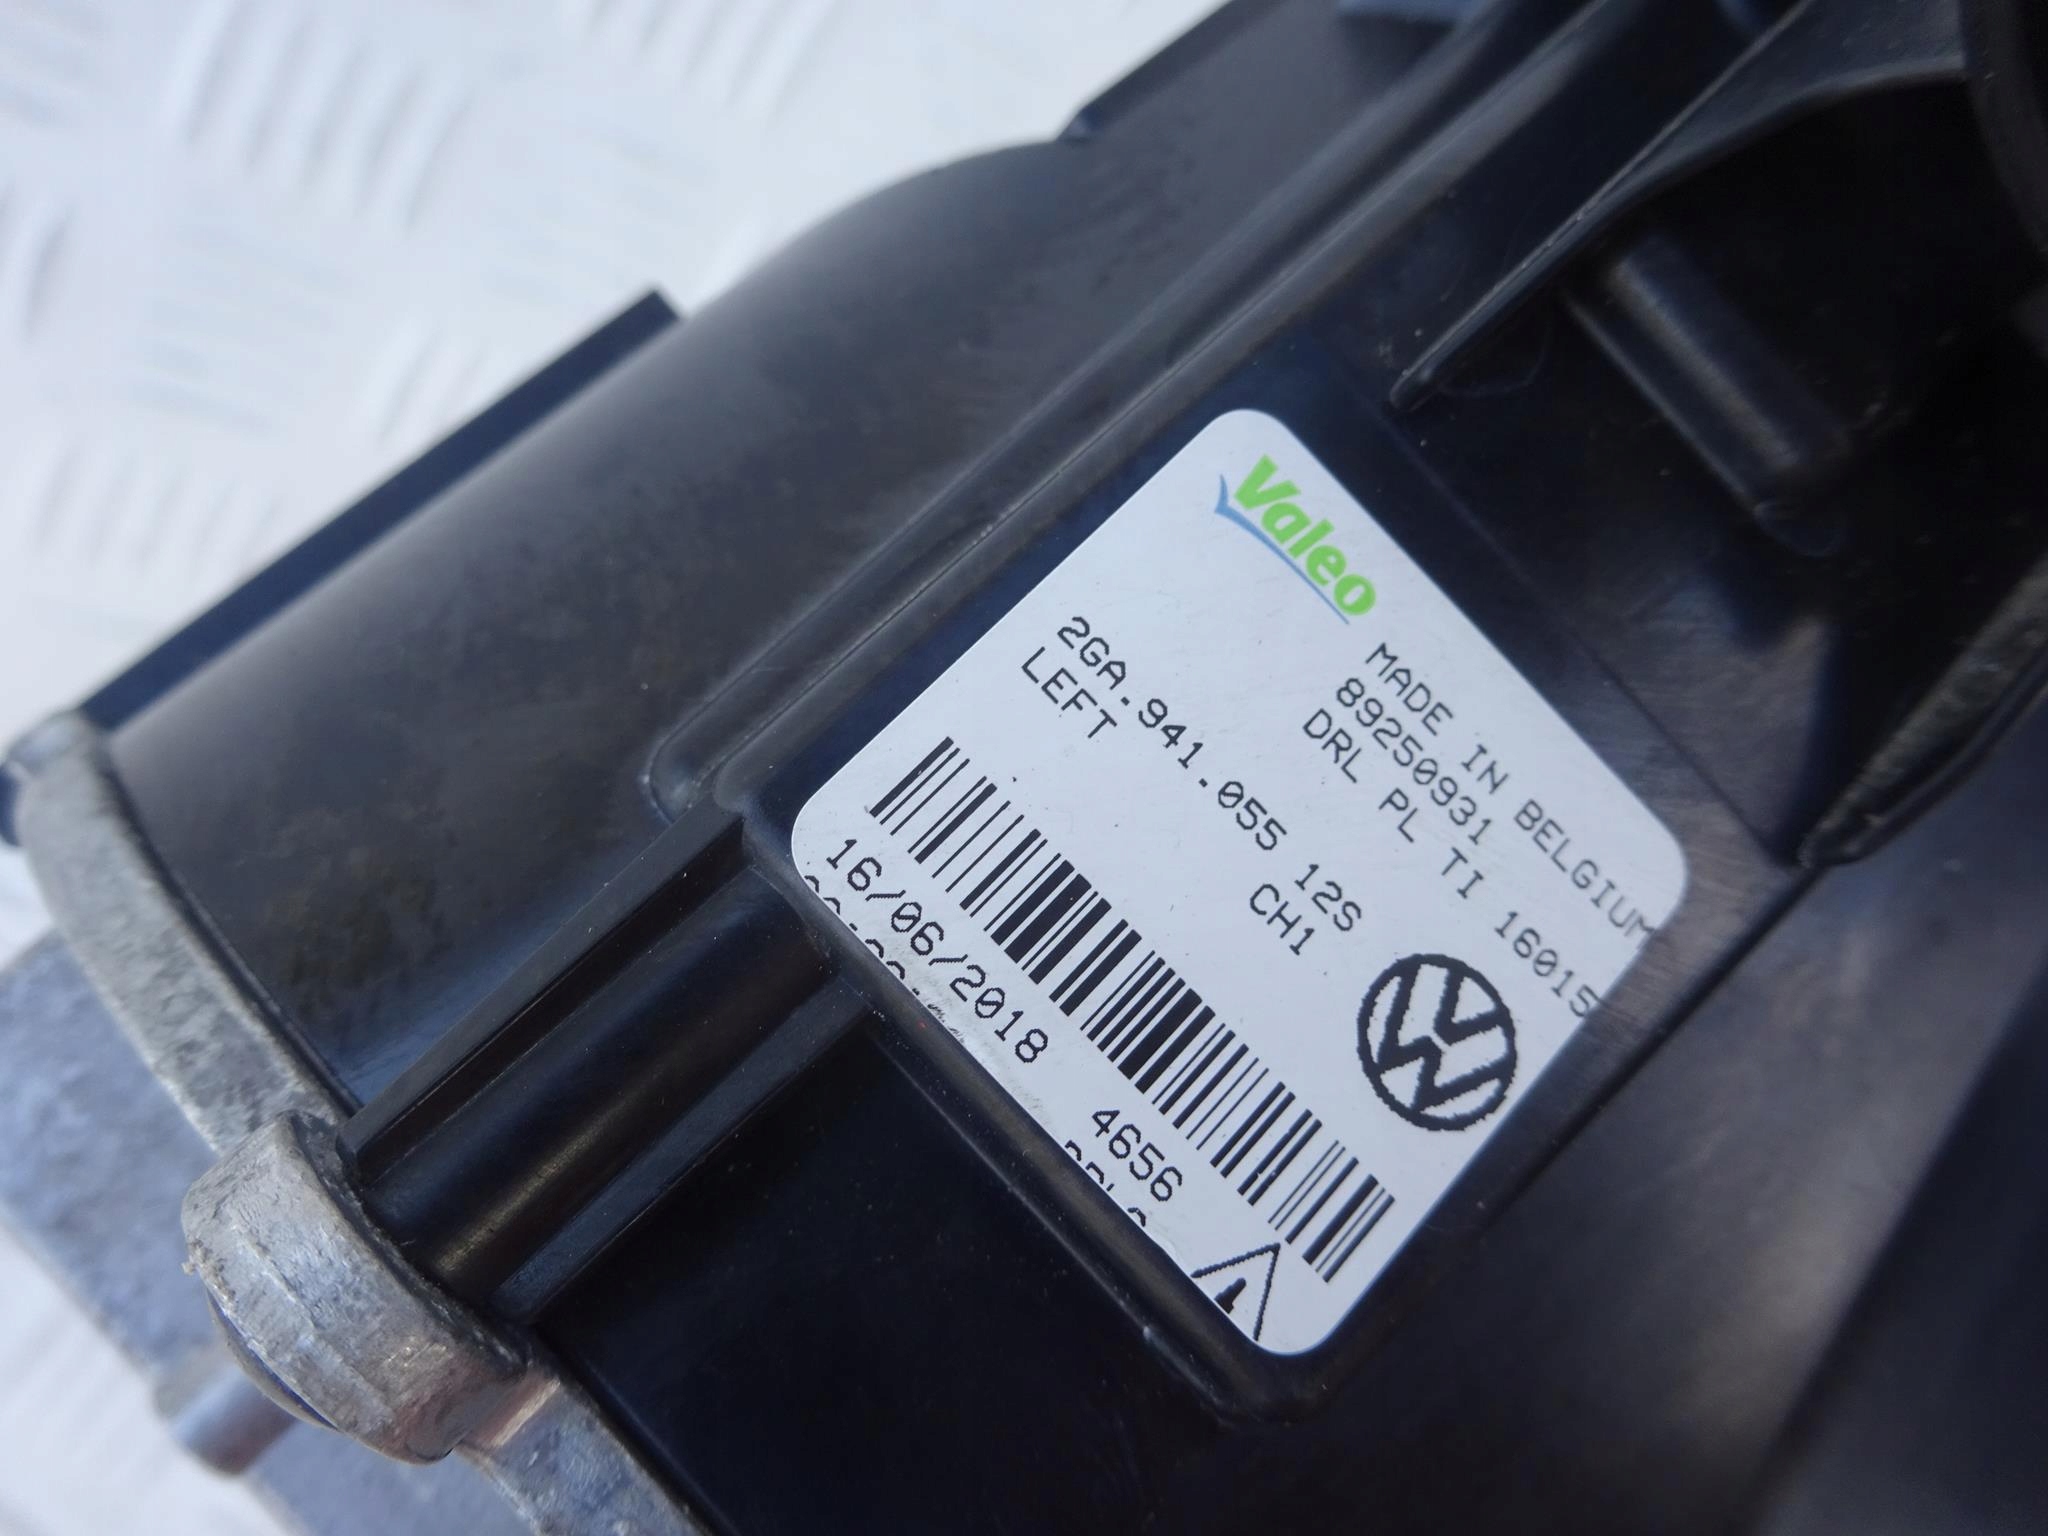 Valeo
MADE IN BELGIUM
89250931
DRL PL TI 16015
2GA.941.055 12S
LEFT CH1
16/06/2018 4656